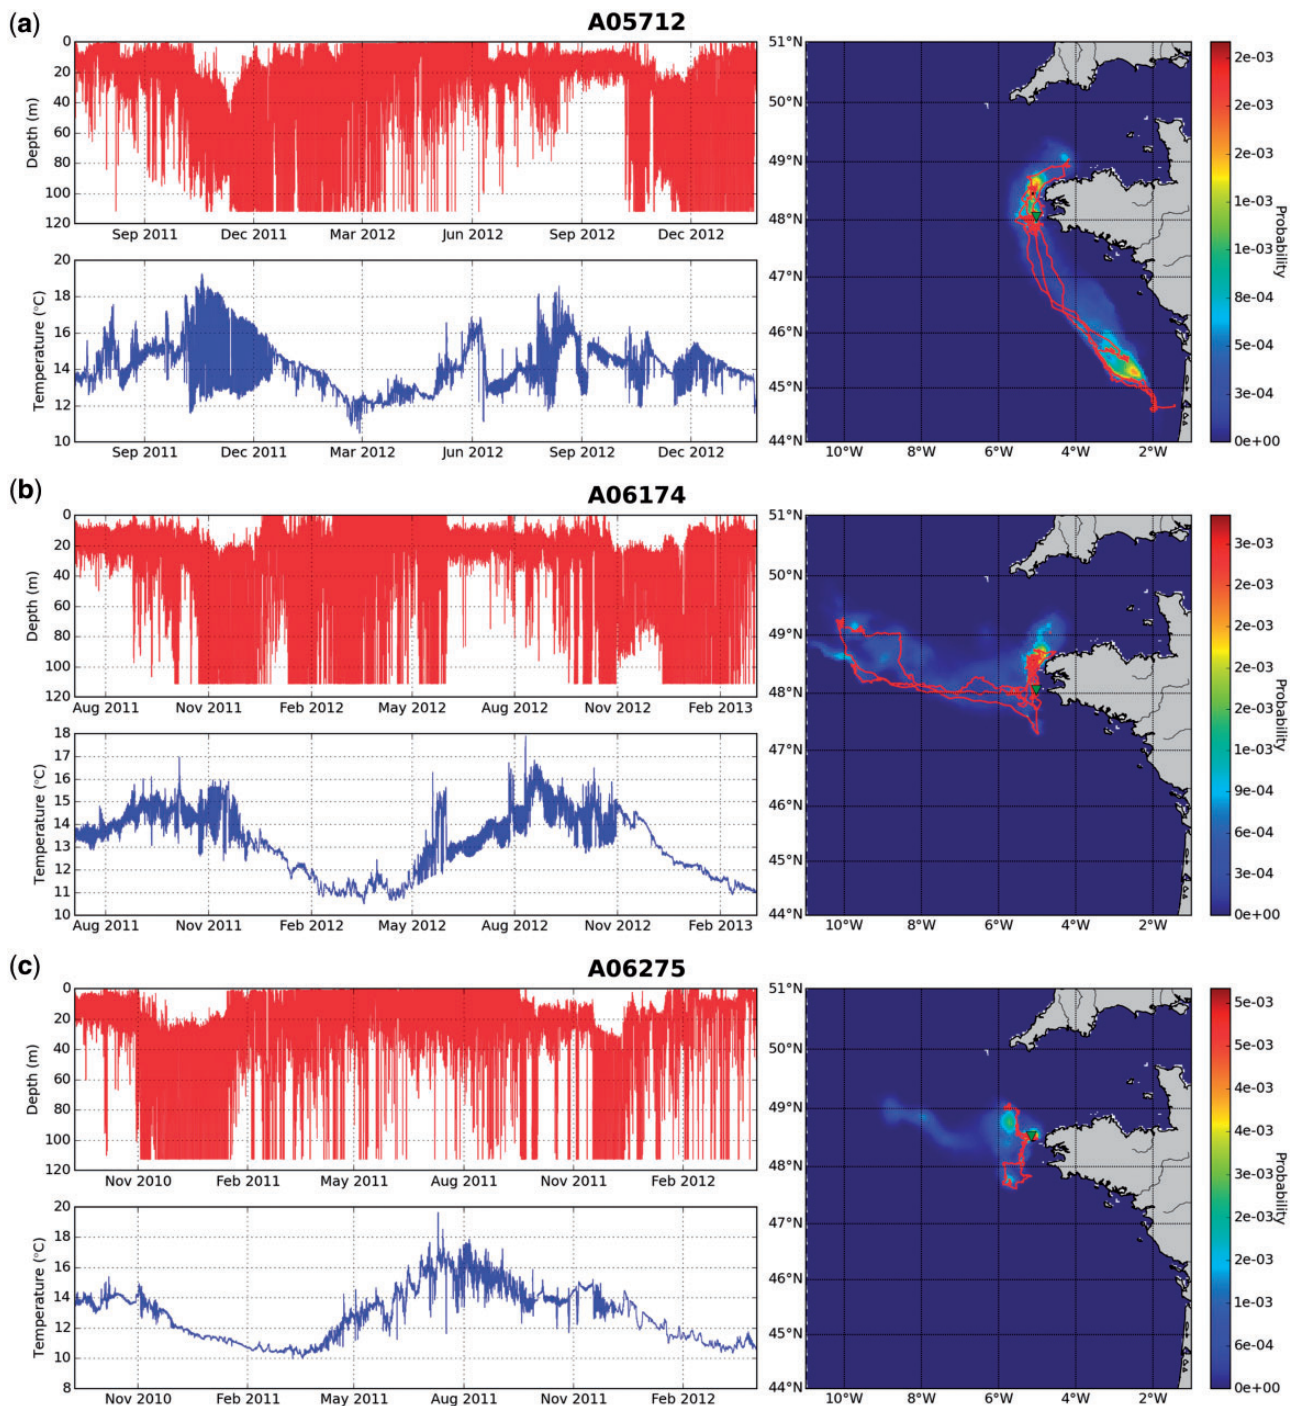 (a)
A05712
0
20
40
60
80
100
120
Depth (m)
Sep 2011 Dec 2011 Mar 2012 Jun 2012 Sep 2012 Dec 2012
20
18
16
14
12
10
Temperature (°C)
Sep 2011 Dec 2011 Mar 2012 Jun 2012 Sep 2012 Dec 2012
51°N
50°N
49°N
48°N
47°N
46°N
45°N
44°N
10°W 8°W 6°W 4°W 2°W
2e-03
2e-03
2e-03
1e-03
1e-03
8e-04
5e-04
3e-04
0e+00
Probability
(b)
A06174
0
20
40
60
80
100
120
Depth (m)
Aug 2011 Nov 2011 Feb 2012 May 2012 Aug 2012 Nov 2012 Feb 2013
18
17
16
15
14
13
12
11
10
Temperature (°C)
Aug 2011 Nov 2011 Feb 2012 May 2012 Aug 2012 Nov 2012 Feb 2013
51°N
50°N
49°N
48°N
47°N
46°N
45°N
44°N
10°W 8°W 6°W 4°W 2°W
3e-03
2e-03
2e-03
2e-03
2e-03
1e-03
9e-04
6e-04
3e-04
0e+00
Probability
(c)
A06275
0
20
40
60
80
100
120
Depth (m)
Nov 2010 Feb 2011 May 2011 Aug 2011 Nov 2011 Feb 2012
20
18
16
14
12
10
8
Temperature (°C)
Nov 2010 Feb 2011 May 2011 Aug 2011 Nov 2011 Feb 2012
51°N
50°N
49°N
48°N
47°N
46°N
45°N
44°N
10°W 8°W 6°W 4°W 2°W
5e-03
5e-03
4e-03
4e-03
3e-03
2e-03
2e-03
1e-03
6e-04
0e+00
Probability